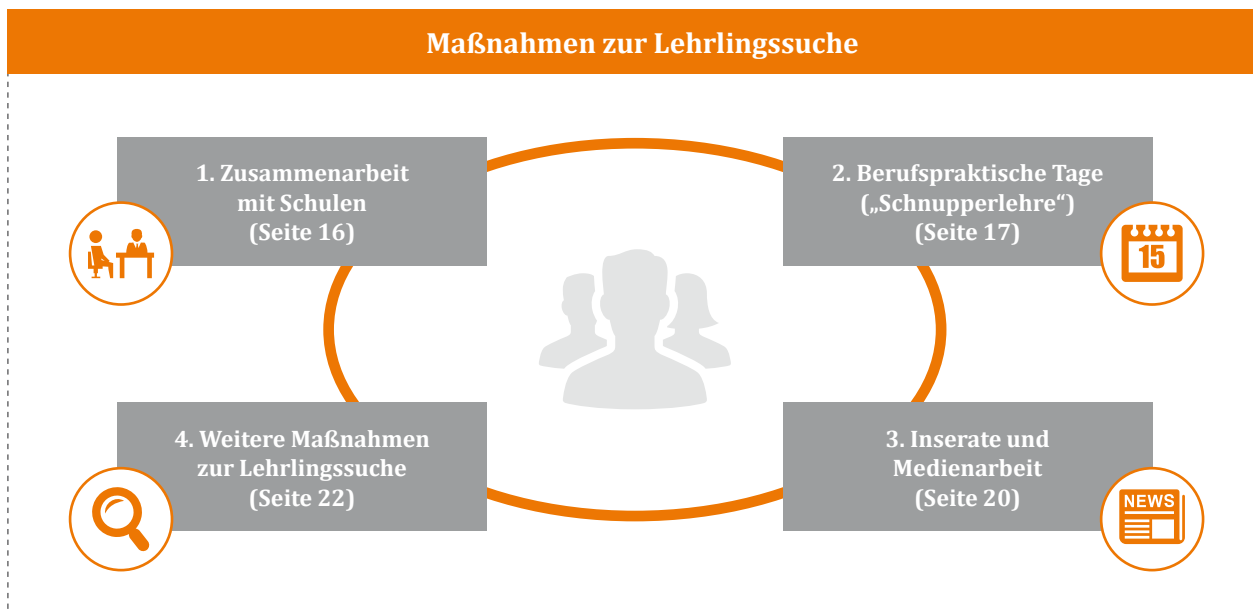 Maßnahmen zur Lehrlingssuche
1. Zusammenarbeit
mit Schulen
(Seite 16)
2. Berufspraktische Tage
(„Schnupperlehre“)
(Seite 17)
15
4. Weitere Maßnahmen
zur Lehrlingssuche
(Seite 22)
3. Inserate und
Medienarbeit
(Seite 20)
NEWS